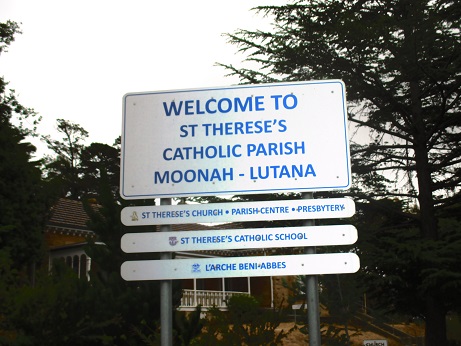 WELCOME TO
ST THERESE'S
CATHOLIC PARISH
MOONAH - LUTANA
ST THERESE'S CHURCH • PARISH CENTRE • PRESBYTERY
ST THERESE'S CATHOLIC SCHOOL
L'ARCHE BENI-ABBES
CHURCH